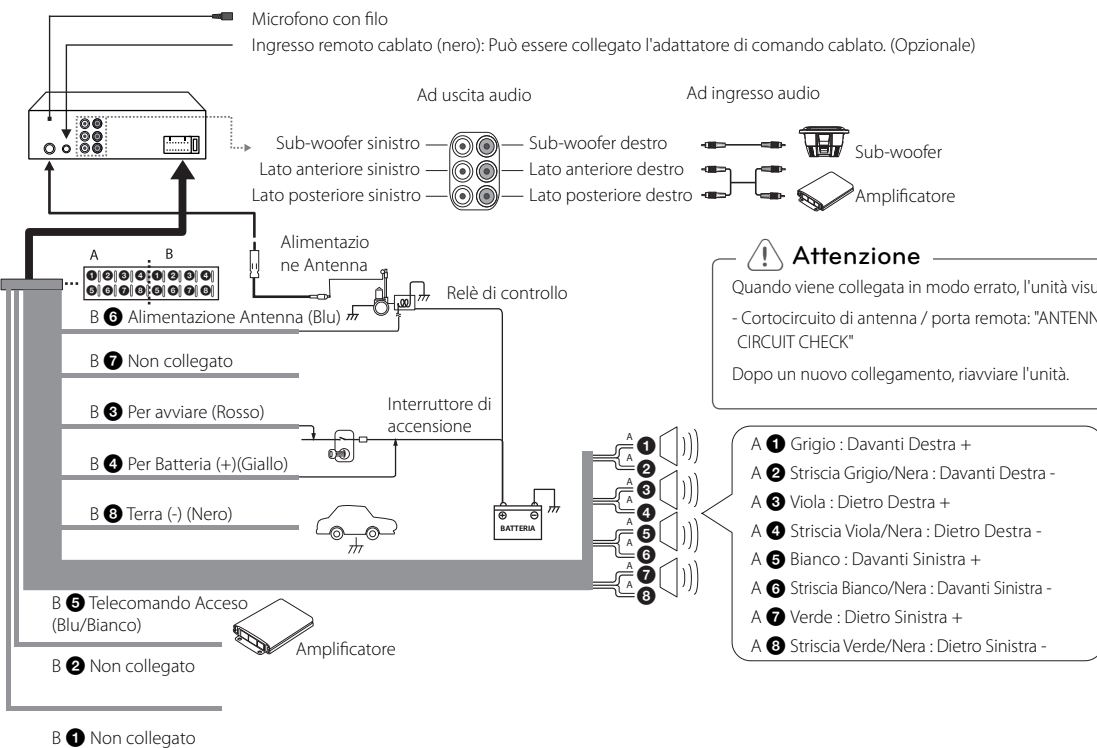 Microfono con filo
Ingresso remoto cablato (nero): Può essere collegato l'adattatore di comando cablato. (Opzionale)
Ad uscita audio
Ad ingresso audio
Sub-woofer sinistro
Sub-woofer destro
Lato anteriore sinistro
Lato anteriore destro
Lato posteriore sinistro
Lato posteriore destro
Sub-woofer
Amplificatore
Alimentazio
ne Antenna
A B
1 2 3 4 1 2 3 4
5 6 7 8 5 6 7 8
Relè di controllo
Attenzione
Quando viene collegata in modo errato, l'unità visu
- Cortocircuito di antenna / porta remota: "ANTENN
CIRCUIT CHECK"
Dopo un nuovo collegamento, riavviare l'unità.
B 6 Alimentazione Antenna (Blu)
B 7 Non collegato
B 3 Per avviare (Rosso)
Interruttore di
accensione
B 4 Per Batteria (+)(Giallo)
B 8 Terra (-) (Nero)
BATTERIA
A 1
A 2
A 3
A 4
A 5
A 6
A 7
A 8
A 1 Grigio : Davanti Destra +
A 2 Striscia Grigio/Nera : Davanti Destra -
A 3 Viola : Dietro Destra +
A 4 Striscia Viola/Nera : Dietro Destra -
A 5 Bianco : Davanti Sinistra +
A 6 Striscia Bianco/Nera : Davanti Sinistra -
A 7 Verde : Dietro Sinistra +
A 8 Striscia Verde/Nera : Dietro Sinistra -
B 5 Telecomando Acceso
(Blu/Bianco)
Amplificatore
B 2 Non collegato
B 1 Non collegato